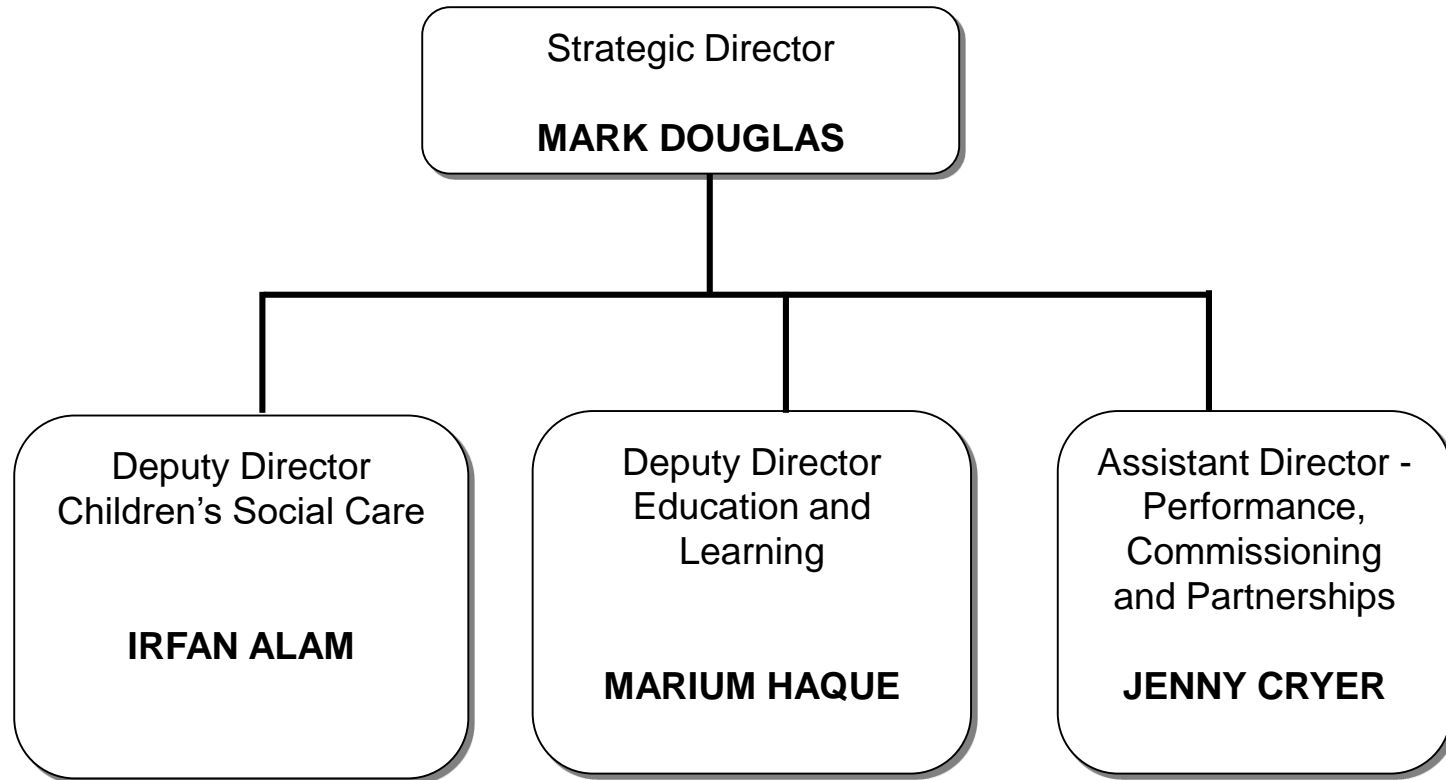 Strategic Director
MARK DOUGLAS
Deputy Director
Children’s Social Care
IRFAN ALAM
Deputy Director
Education and
Learning
MARIUM HAQUE
Assistant Director -
Performance,
Commissioning
and Partnerships
JENNY CRYER